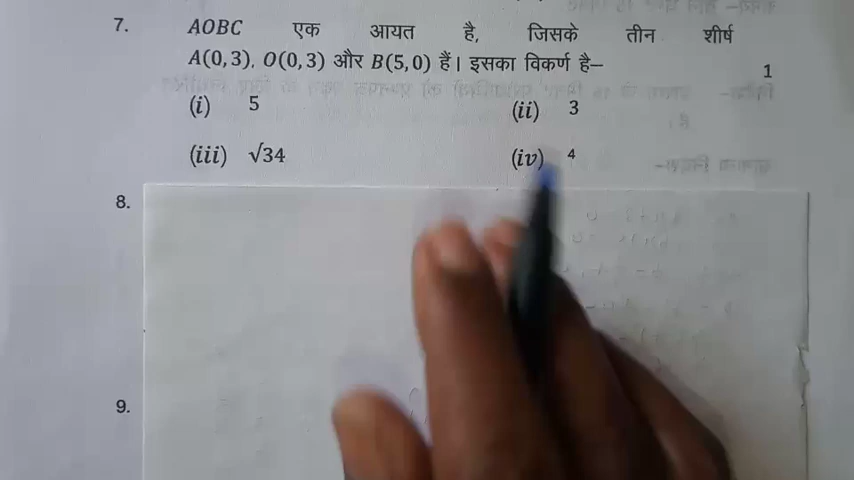 7. AOBC एक आयत है, जिसके तीन शीर्ष
A(0,3), O(0,3) और B(5,0) हैं। इसका विकर्ण है– 1
(i) 5 (ii) 3
(iii) √34 (iv) 4
8.
9.